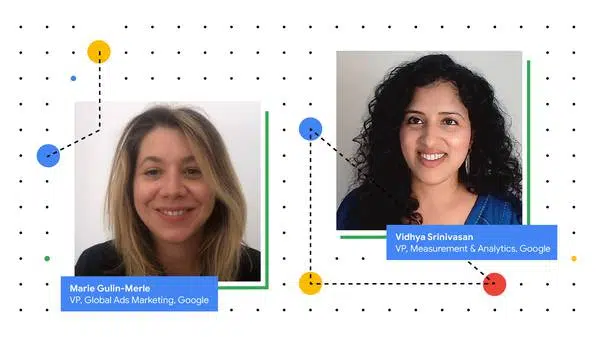 Marie Gulin-Merle
VP, Global Ads Marketing, Google
Vidhya Srinivasan
VP, Measurement & Analytics, Google